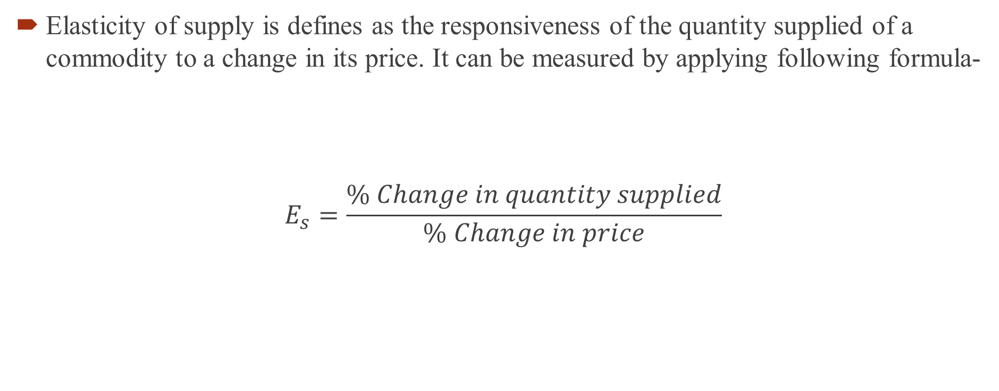 Elasticity of supply is defines as the responsiveness of the quantity supplied of a
commodity to a change in its price. It can be measured by applying following formula-
% Change in quantity supplied
E_s =
% Change in price